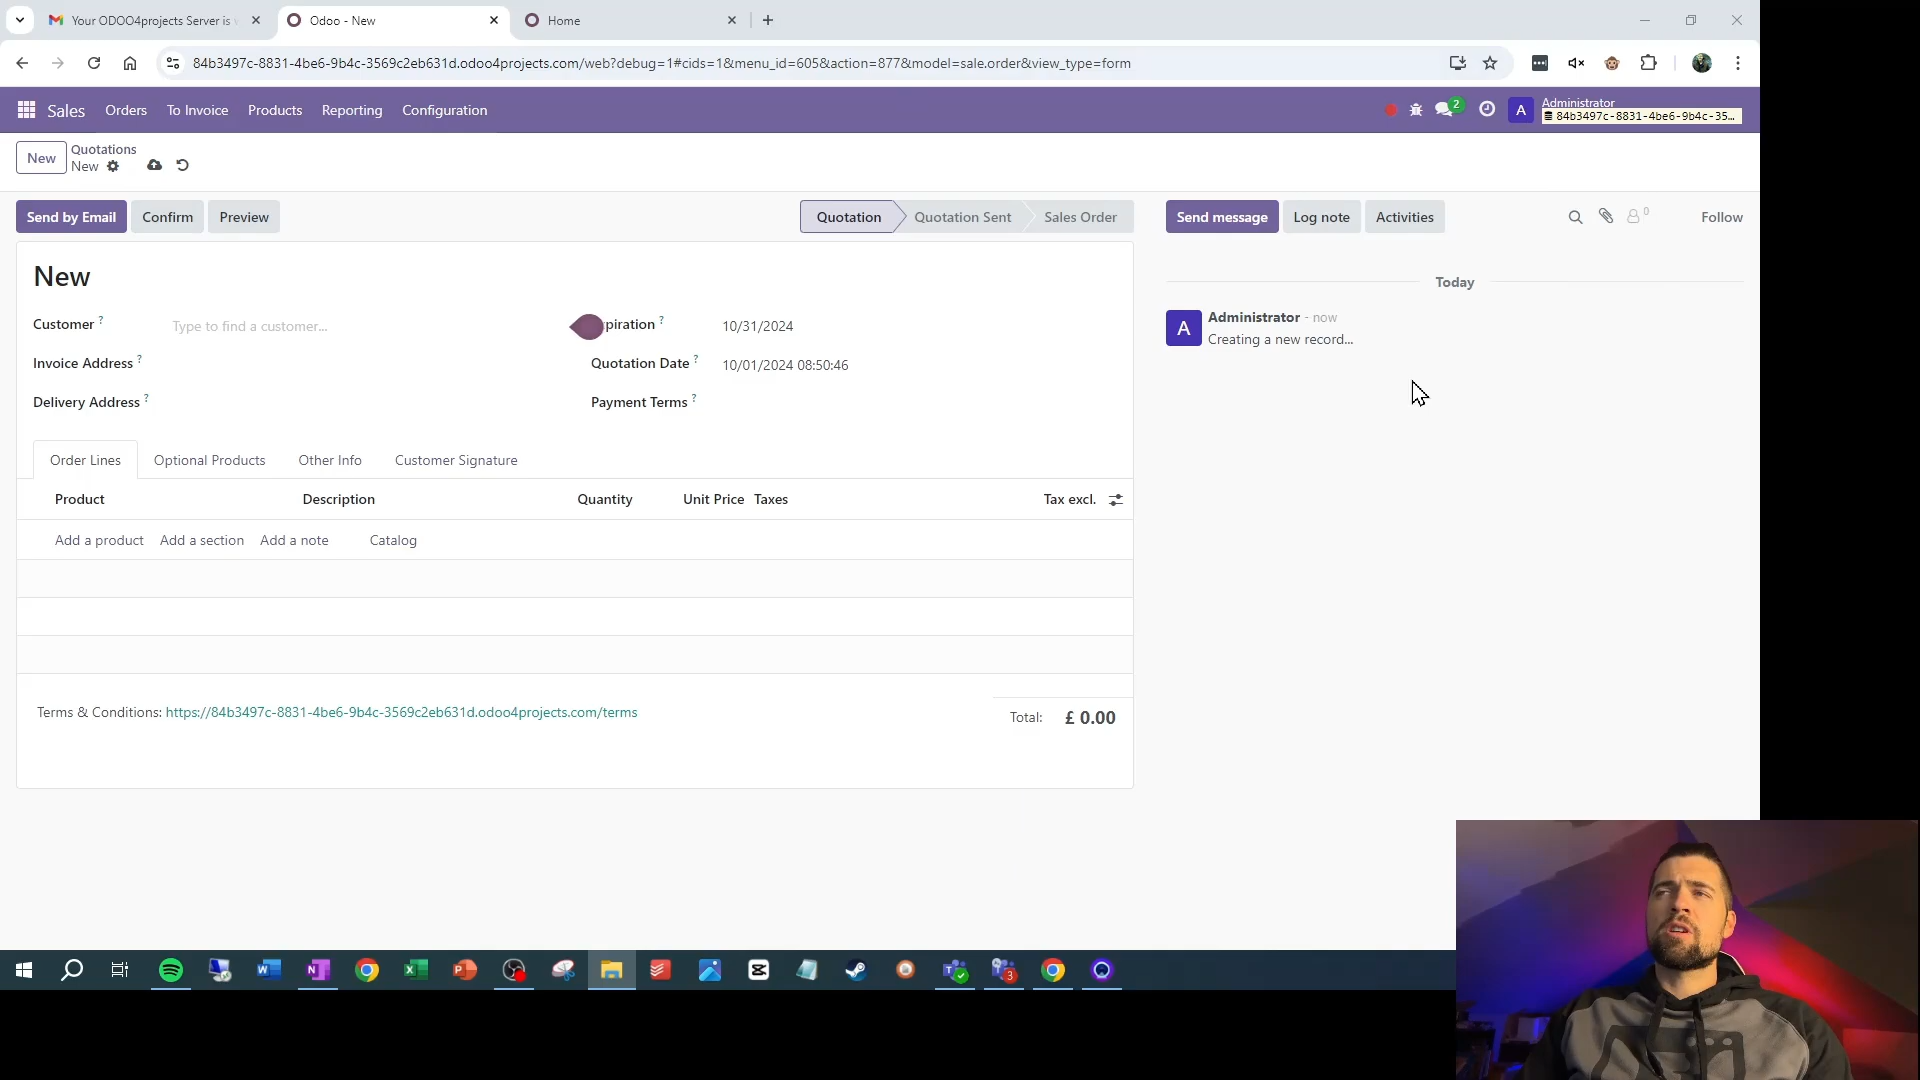 Your ODOO4projects Server is
Odoo - New
Home
84b3497c-8831-4be6-9b4c-3569c2eb631d.odoo4projects.com/web?debug=1#cids=1&menu_id=605&action=877&model=sale.order&view_type=form
Sales
Orders
To Invoice
Products
Reporting
Configuration
2
A
Administrator
84b3497c-8831-4be6-9b4c-35...
New
Quotations
New
Send by Email
Confirm
Preview
Quotation
Quotation Sent
Sales Order
Send message
Log note
Activities
0
Follow
New
Today
Customer ?
Type to find a customer...
piration ?
10/31/2024
A
Administrator - now
Creating a new record...
Invoice Address ?
Quotation Date ?
10/01/2024 08:50:46
Delivery Address ?
Payment Terms ?
Order Lines
Optional Products
Other Info
Customer Signature
Product
Description
Quantity
Unit Price
Taxes
Tax excl.
Add a product
Add a section
Add a note
Catalog
Terms & Conditions: https://84b3497c-8831-4be6-9b4c-3569c2eb631d.odoo4projects.com/terms
Total:
£ 0.00
3